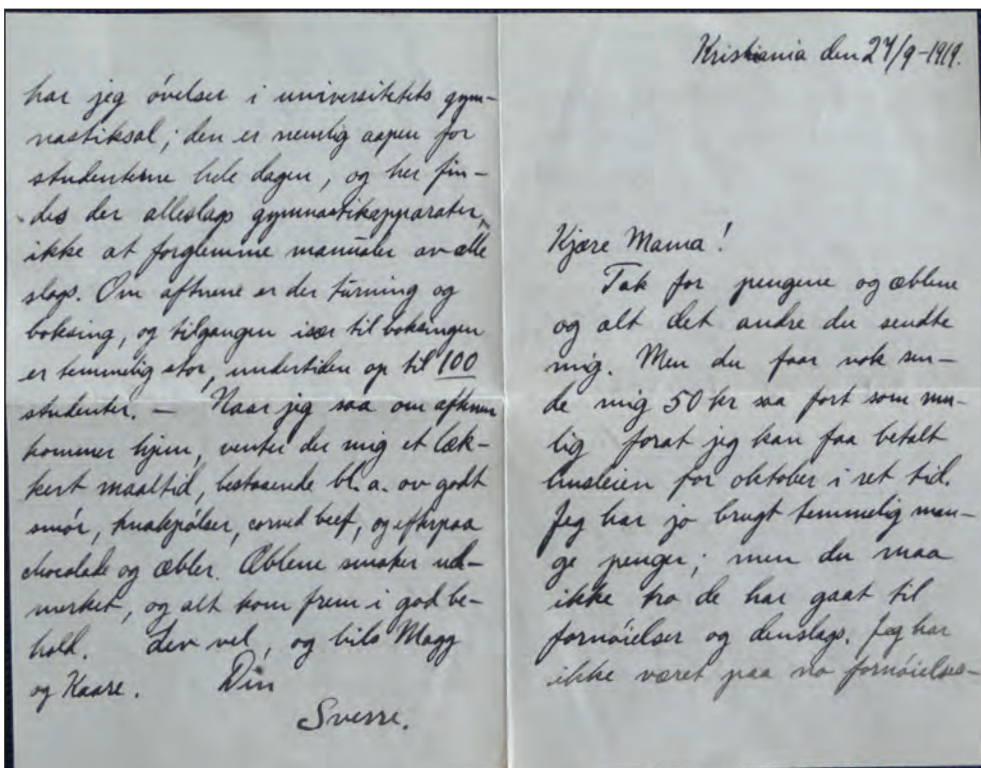 Kristiania den 27/9-1919.
Kjære Mama!
Tak for pengene og æblene
og alt det andre du sendte
mig. Men du faar nok sen-
de mig 50 kr saa fort som mu-
lig forat jeg kan faa betalt
husleien for oktober i ret tid.
Jeg har jo brugt temmelig man-
ge penger; men du maa
ikke tro de har gaat til
fornóielser og denslags. Jeg har
ikke været paa no fornóielses-
har jeg óvelser i universitetets gym-
nastiksal; den er nemlig aapen for
studenterne hele dagen, og her fin-
des der alleslags gymnastikapparater,
ikke at forglemme manualer av alle
slags. Om aftnene er der turning og
boksing, og tilgangen især til boksingen
er temmelig stor, undertiden op til 100
studenter. — Naar jeg saa om aftenen
kommer hjem, venter der mig et læk-
kert maaltid, bestaaende bl. a. av godt
smór, knakpólser, corned beef, og efterpaa
chocolade og æbler. Æblene smaker ud-
merket, og alt kom frem i god be-
hold. Lev vel, og hils Magg
og Kaare. Din
Sverre.